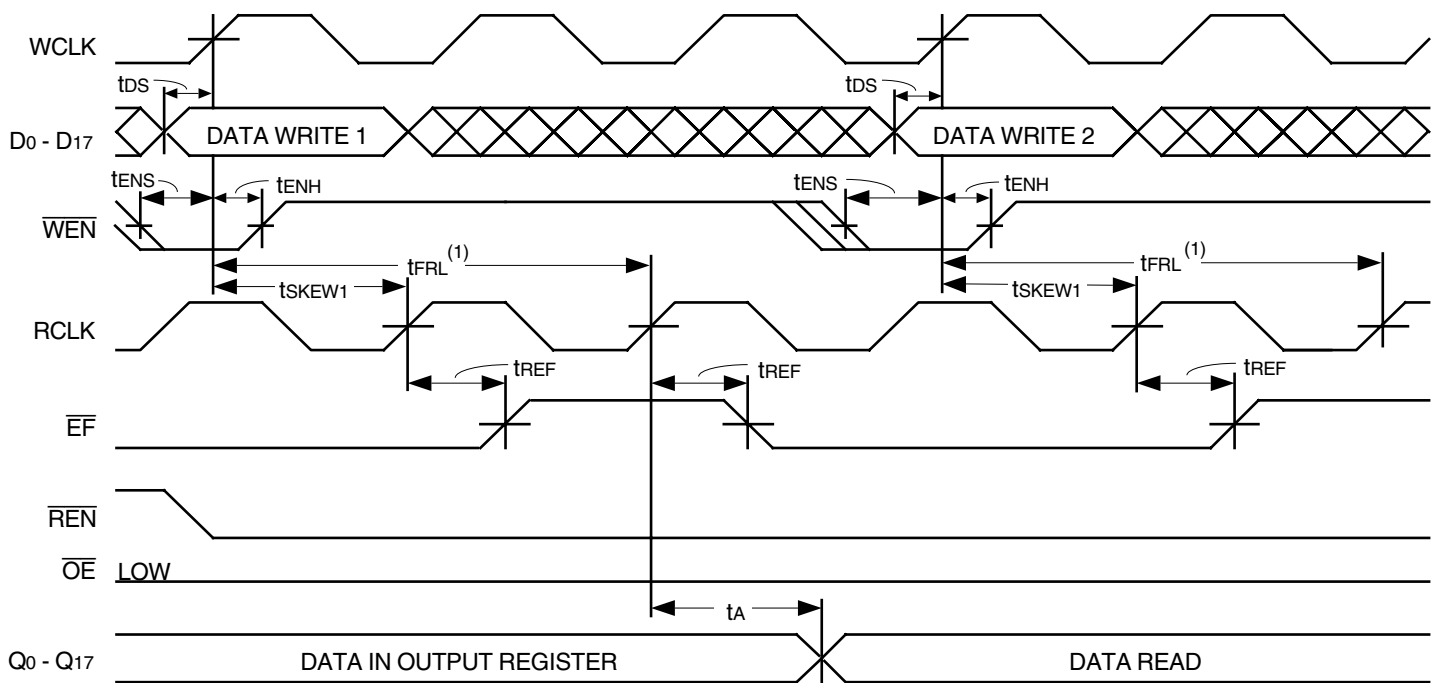 WCLK
tDS tDS
D0 - D17 DATA WRITE 1 DATA WRITE 2
tENS tENH tENS tENH
WEN
tFRL(1) tFRL(1)
tSKEW1 tSKEW1
RCLK
tREF tREF tREF
EF
REN
OE LOW
tA
Q0 - Q17 DATA IN OUTPUT REGISTER DATA READ